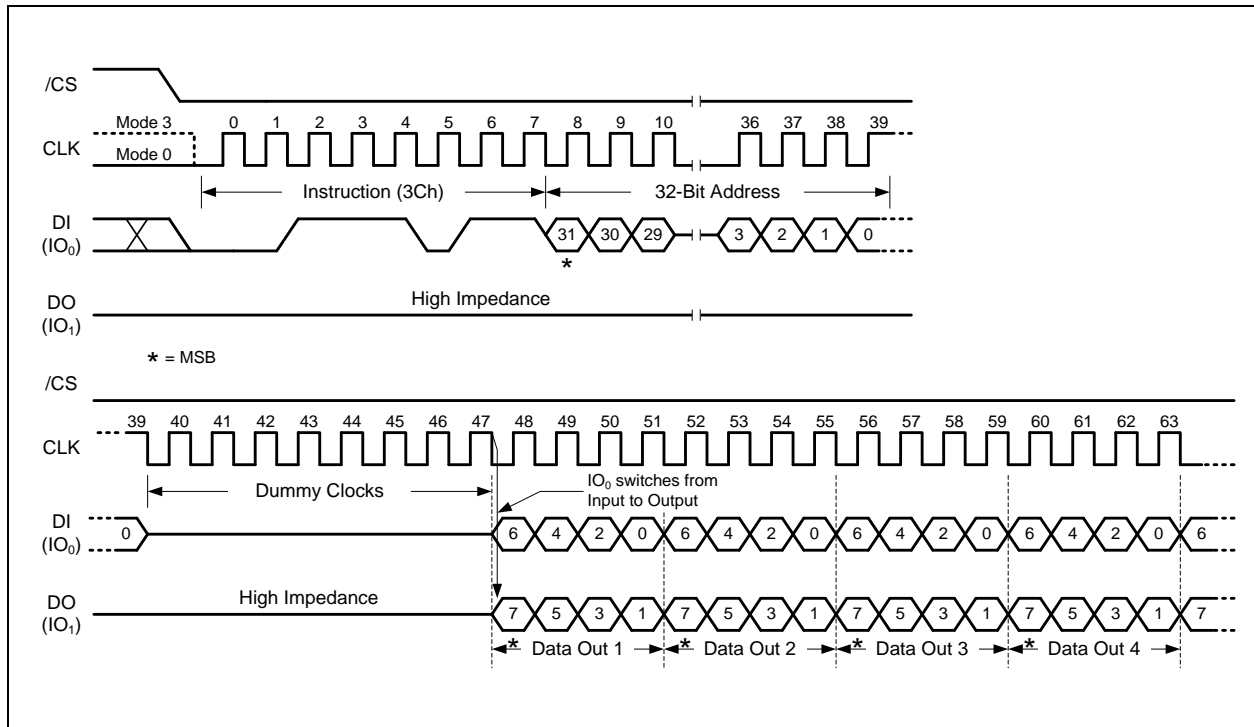 /CS
Mode 3 0 1 2 3 4 5 6 7 8 9 10 36 37 38 39
CLK
Mode 0
Instruction (3Ch) 32-Bit Address
DI
(IO₀) 31 30 29 3 2 1 0
*
High Impedance
DO
(IO₁)
* = MSB
/CS
39 40 41 42 43 44 45 46 47 48 49 50 51 52 53 54 55 56 57 58 59 60 61 62 63
CLK
Dummy Clocks
IO₀ switches from
Input to Output
DI
(IO₀) 0 6 4 2 0 6 4 2 0 6 4 2 0 6 4 2 0 6
High Impedance
DO
(IO₁) 7 5 3 1 7 5 3 1 7 5 3 1 7 5 3 1 7
* Data Out 1 * Data Out 2 * Data Out 3 * Data Out 4